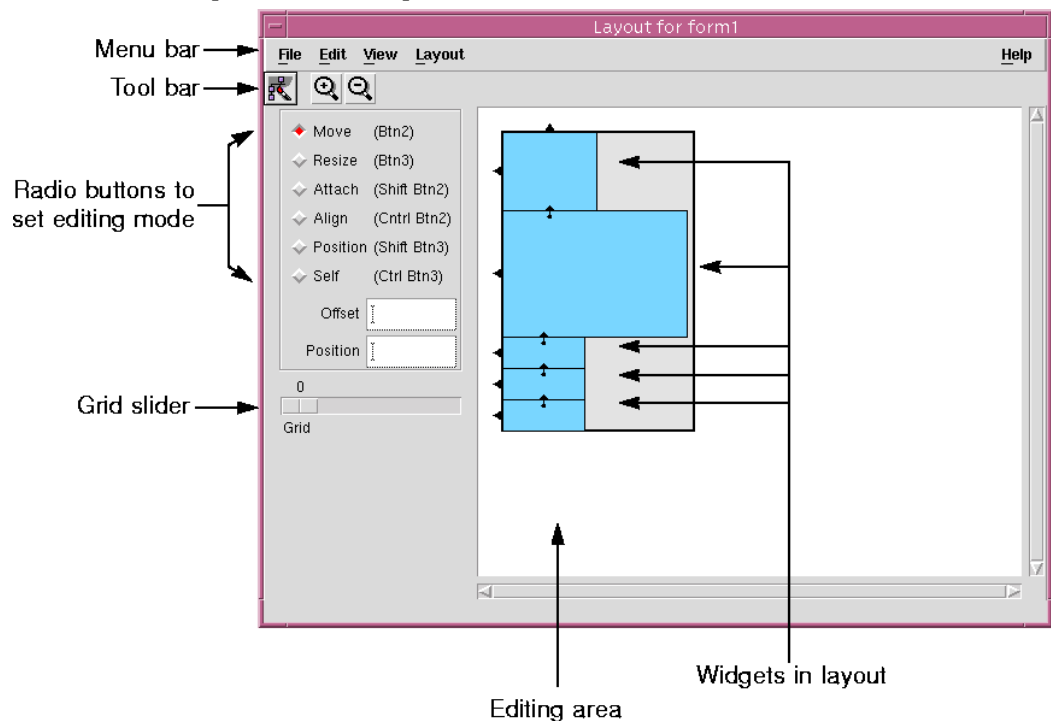 Layout for form1
Menu bar
File Edit View Layout Help
Tool bar
Move (Btn2)
Resize (Btn3)
Attach (Shift Btn2)
Align (Cntrl Btn2)
Position (Shift Btn3)
Self (Ctrl Btn3)
Radio buttons to
set editing mode
Offset
Position
0
Grid slider
Grid
Widgets in layout
Editing area